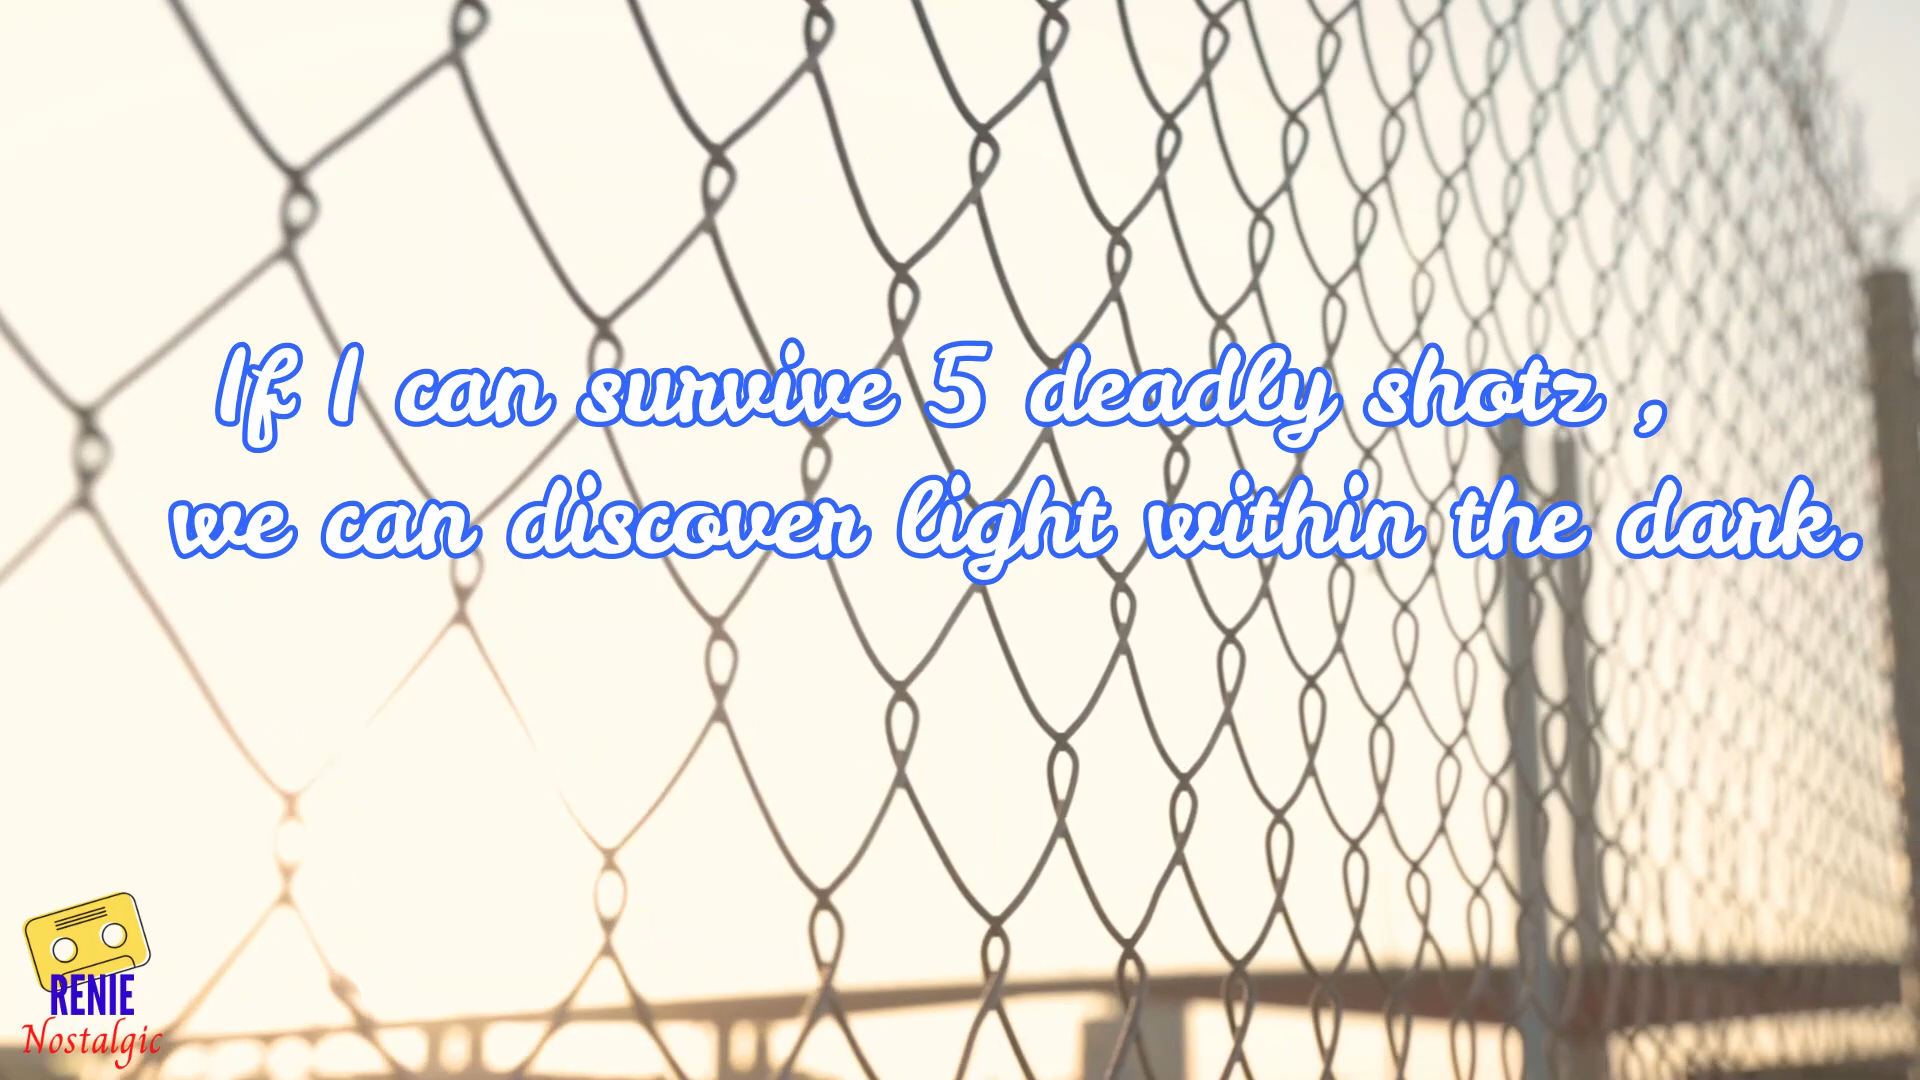 If I can survive 5 deadly shotz ,
we can discover light within the dark.
RENIE
Nostalgic